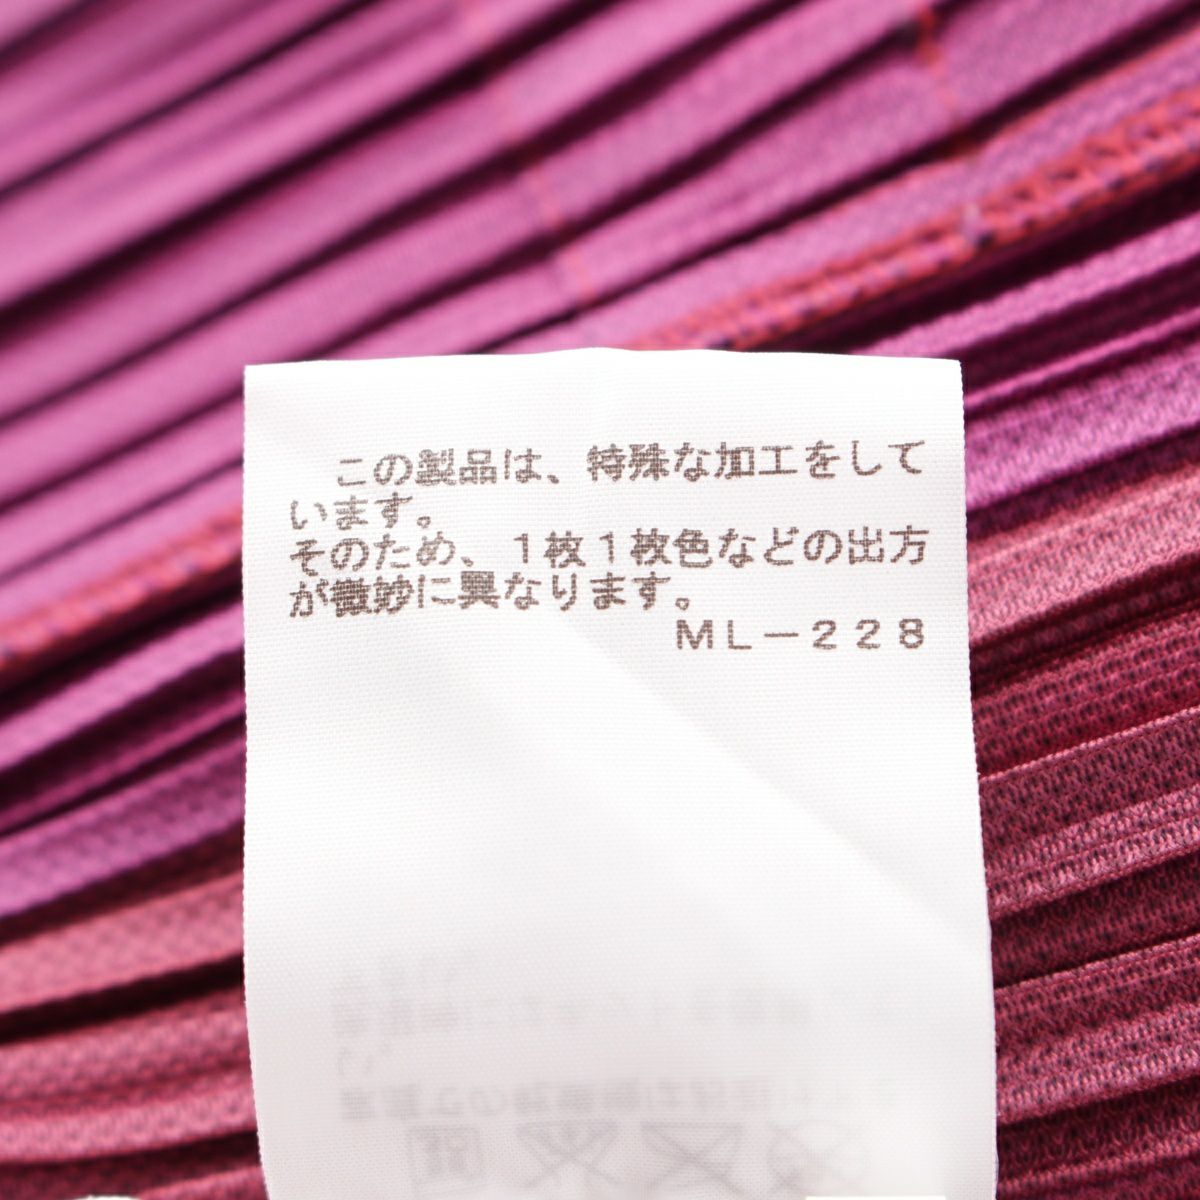 この製品は、特殊な加工をして
います。
そのため、１枚１枚色などの出方
が微妙に異なります。
ＭＬ－２２８